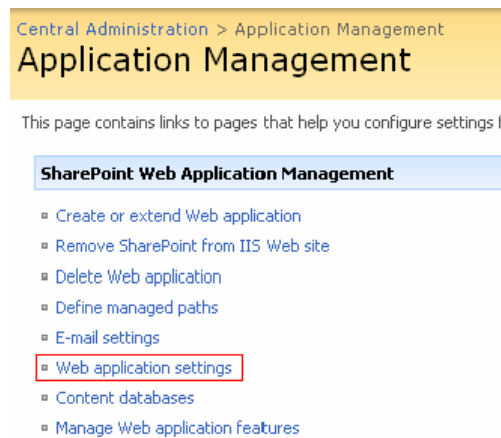 Central Administration > Application Management
Application Management
This page contains links to pages that help you configure settings
SharePoint Web Application Management
Create or extend Web application
Remove SharePoint from IIS Web site
Delete Web application
Define managed paths
E-mail settings
Web application settings
Content databases
Manage Web application features